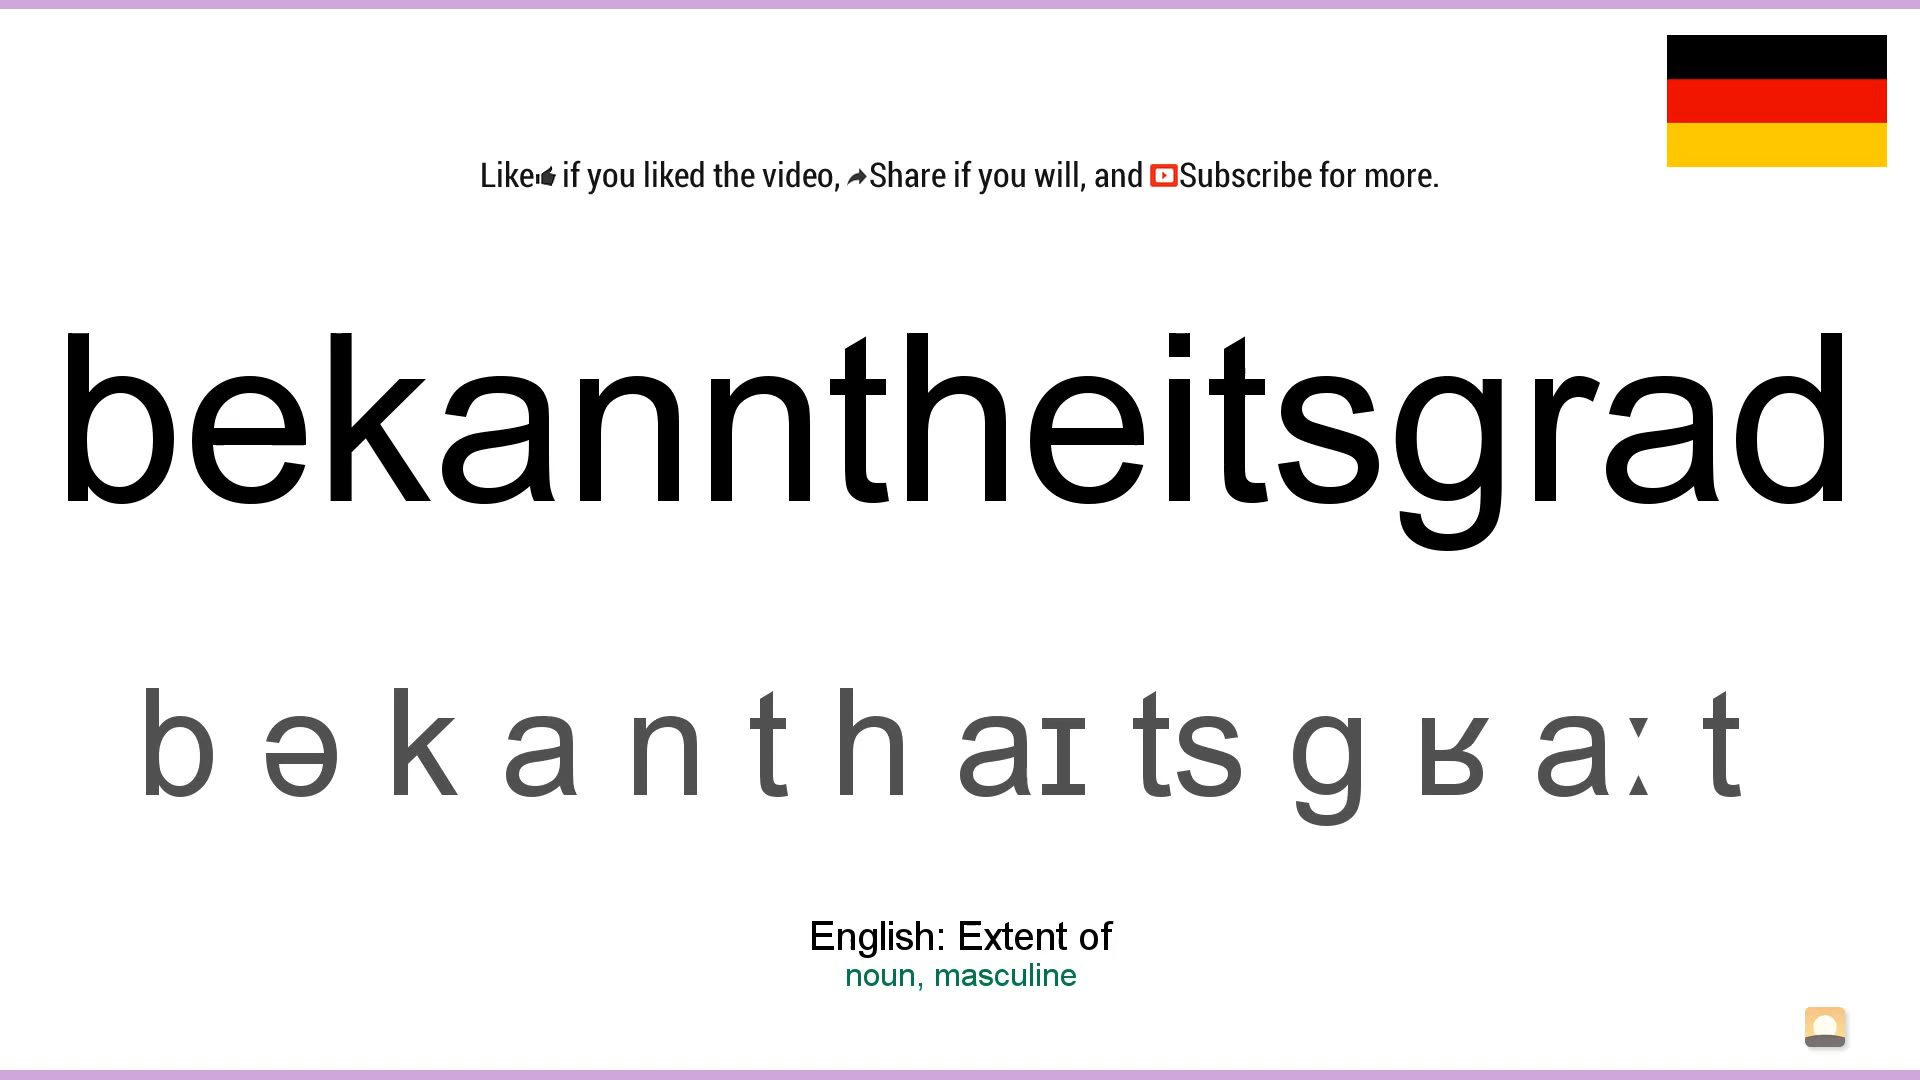 Like if you liked the video, Share if you will, and Subscribe for more.
bekanntheitsgrad
b ə k a n t h aɪ ts g ʁ aː t
English: Extent of
noun, masculine